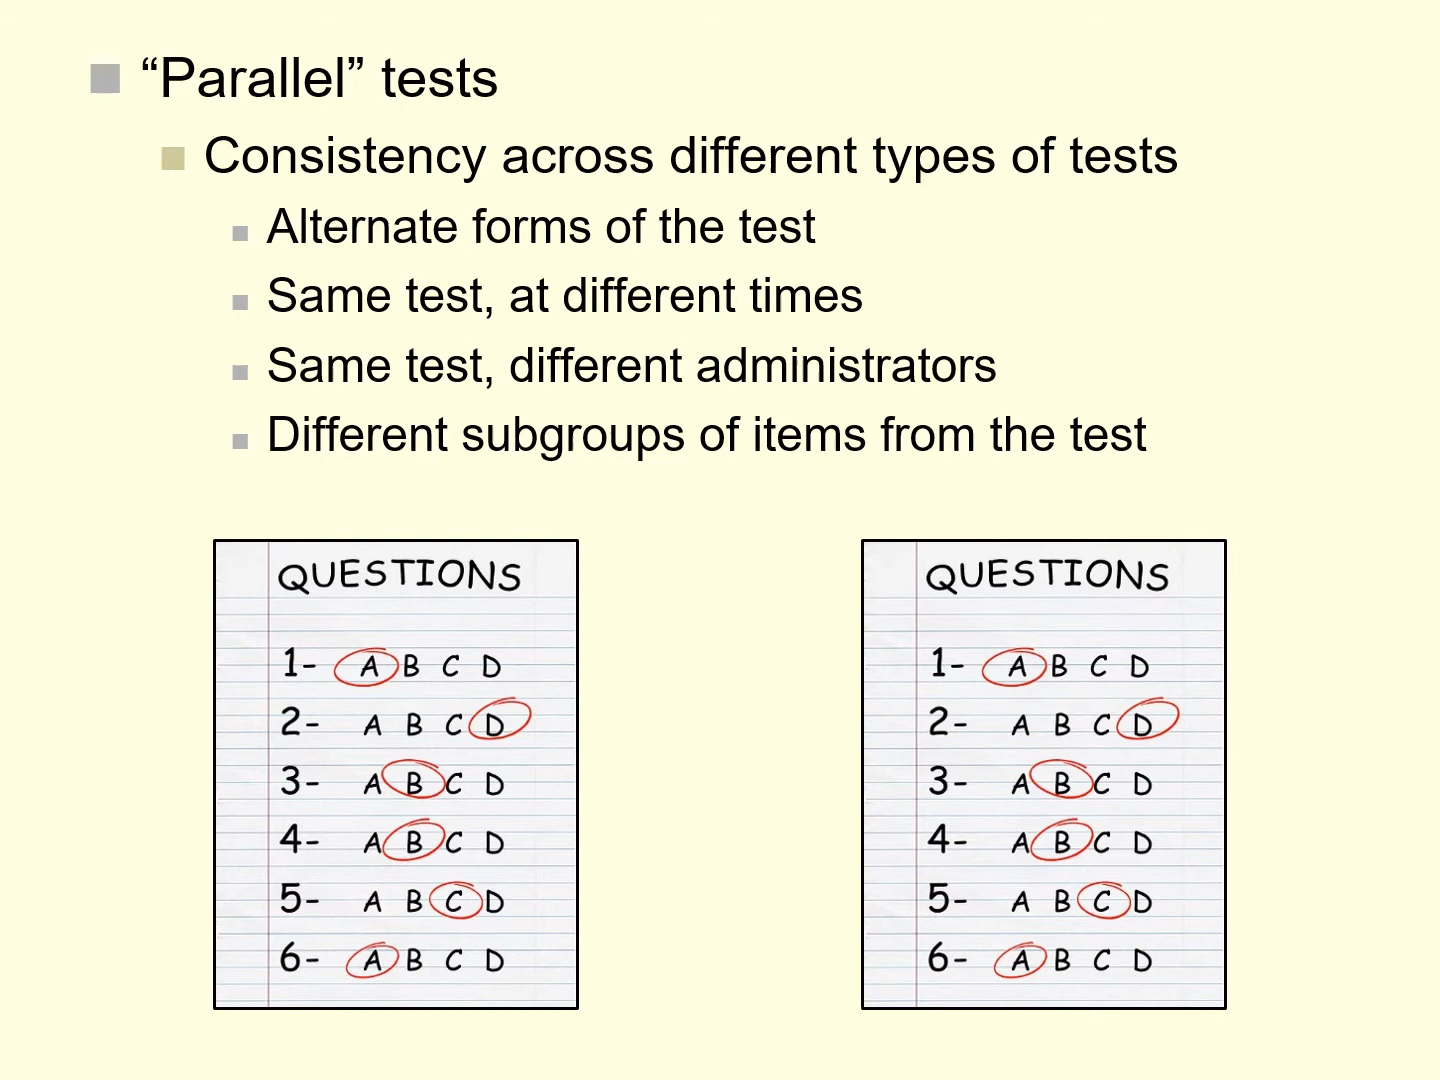 “Parallel” tests
Consistency across different types of tests
Alternate forms of the test
Same test, at different times
Same test, different administrators
Different subgroups of items from the test
QUESTIONS
1- A B C D
2- A B C D
3- A B C D
4- A B C D
5- A B C D
6- A B C D
QUESTIONS
1- A B C D
2- A B C D
3- A B C D
4- A B C D
5- A B C D
6- A B C D